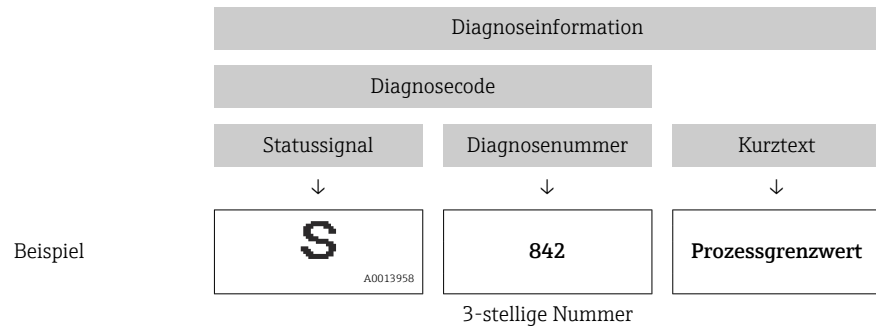 Diagnoseinformation
Diagnosecode
Statussignal Diagnosenummer Kurztext
↓ ↓ ↓
Beispiel S 842 Prozessgrenzwert
A0013958
3-stellige Nummer